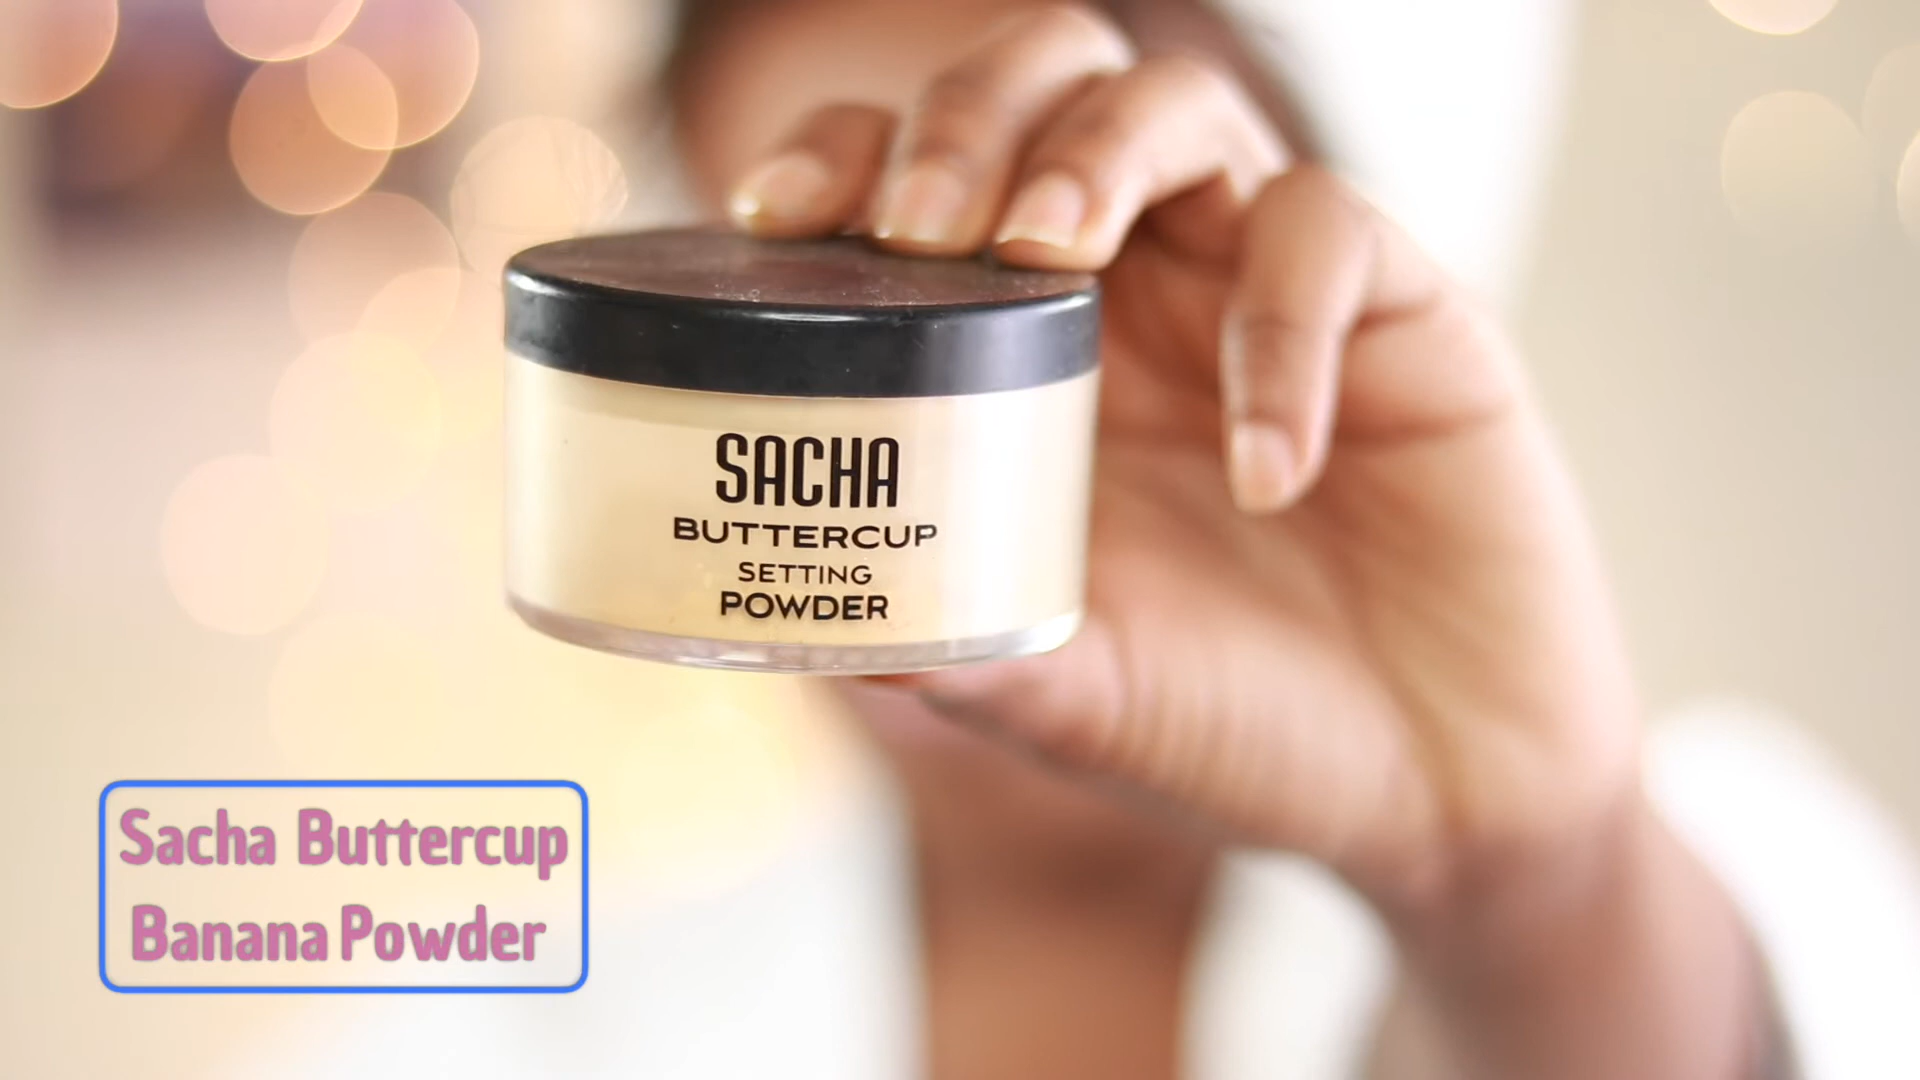 SACHA
BUTTERCUP
SETTING
POWDER
Sacha Buttercup
Banana Powder